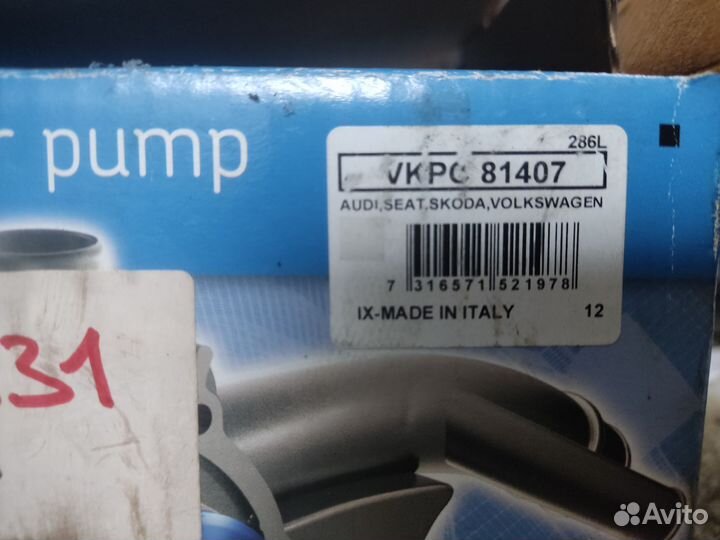 pump
286L
VKPC 81407
AUDI,SEAT,SKODA,VOLKSWAGEN
7 316571 521978
IX-MADE IN ITALY 12
31
Avito